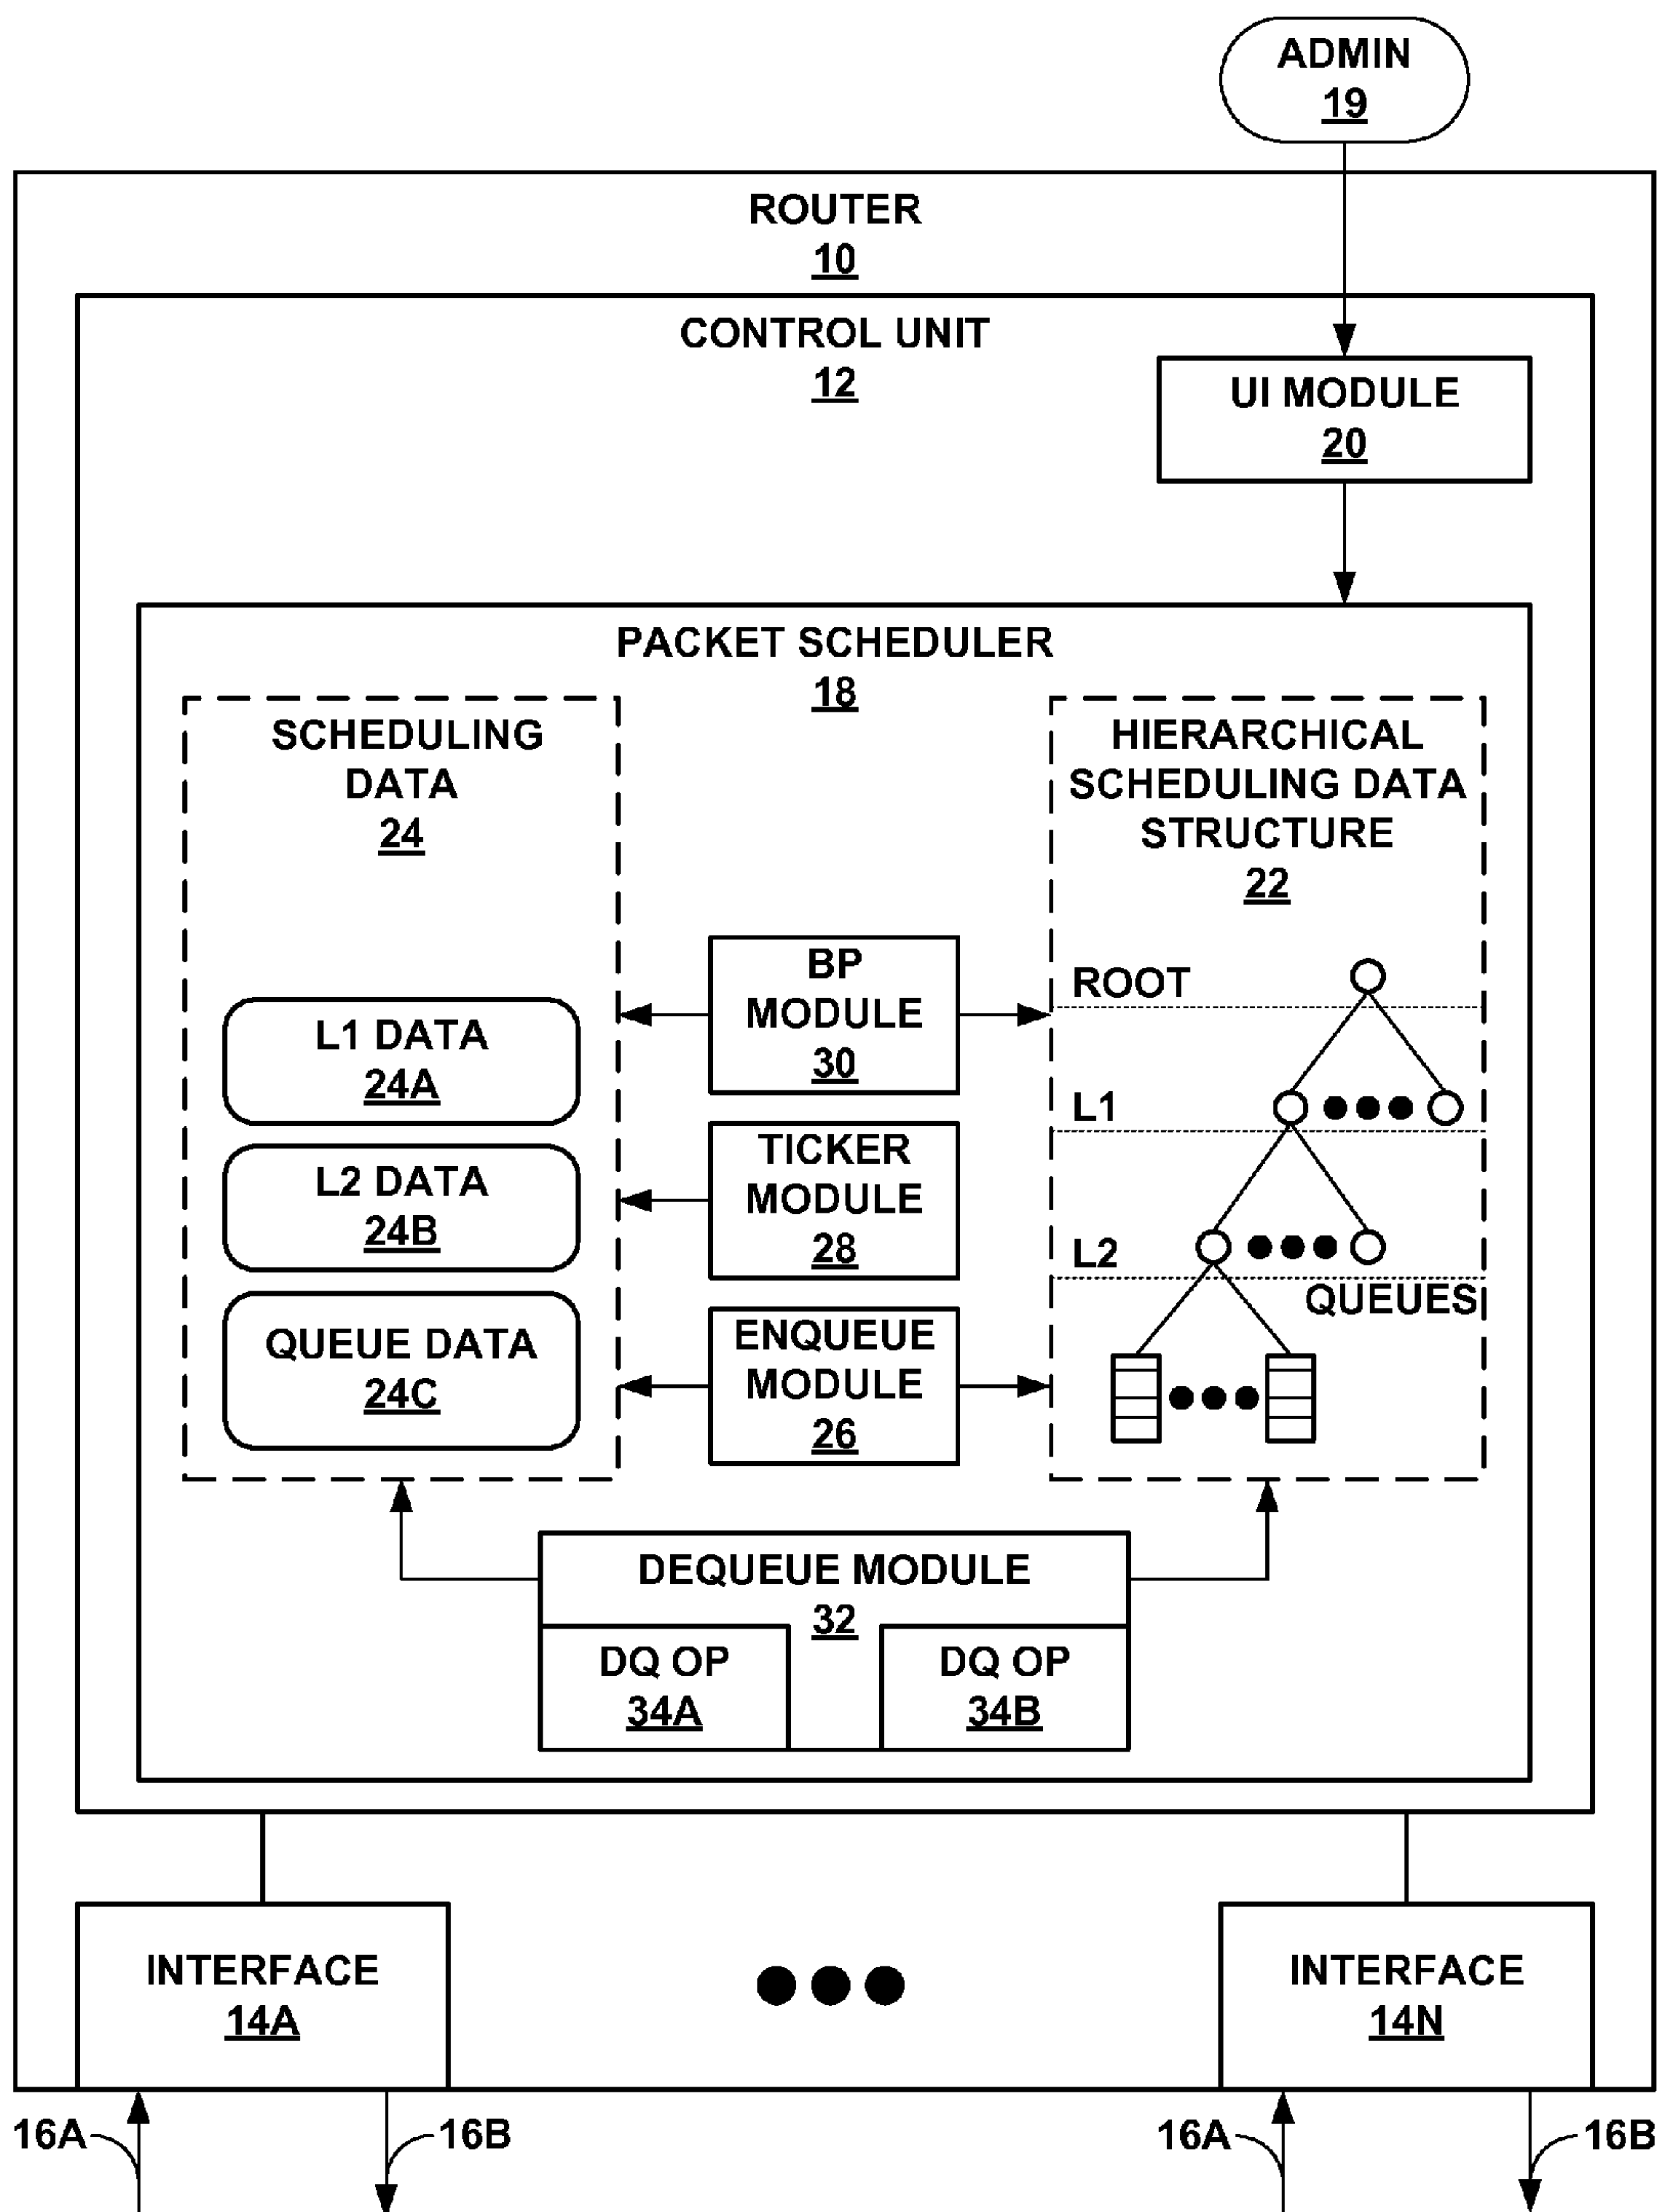 ADMIN
19
ROUTER
10
CONTROL UNIT
12
UI MODULE
20
PACKET SCHEDULER
18
SCHEDULING
DATA
24
HIERARCHICAL
SCHEDULING DATA
STRUCTURE
22
BP
MODULE
30
ROOT
L1 DATA
24A
L1
TICKER
MODULE
28
L2 DATA
24B
L2
QUEUES
ENQUEUE
MODULE
26
QUEUE DATA
24C
DEQUEUE MODULE
32
DQ OP
34A
DQ OP
34B
INTERFACE
14A
INTERFACE
14N
16A
16B
16A
16B